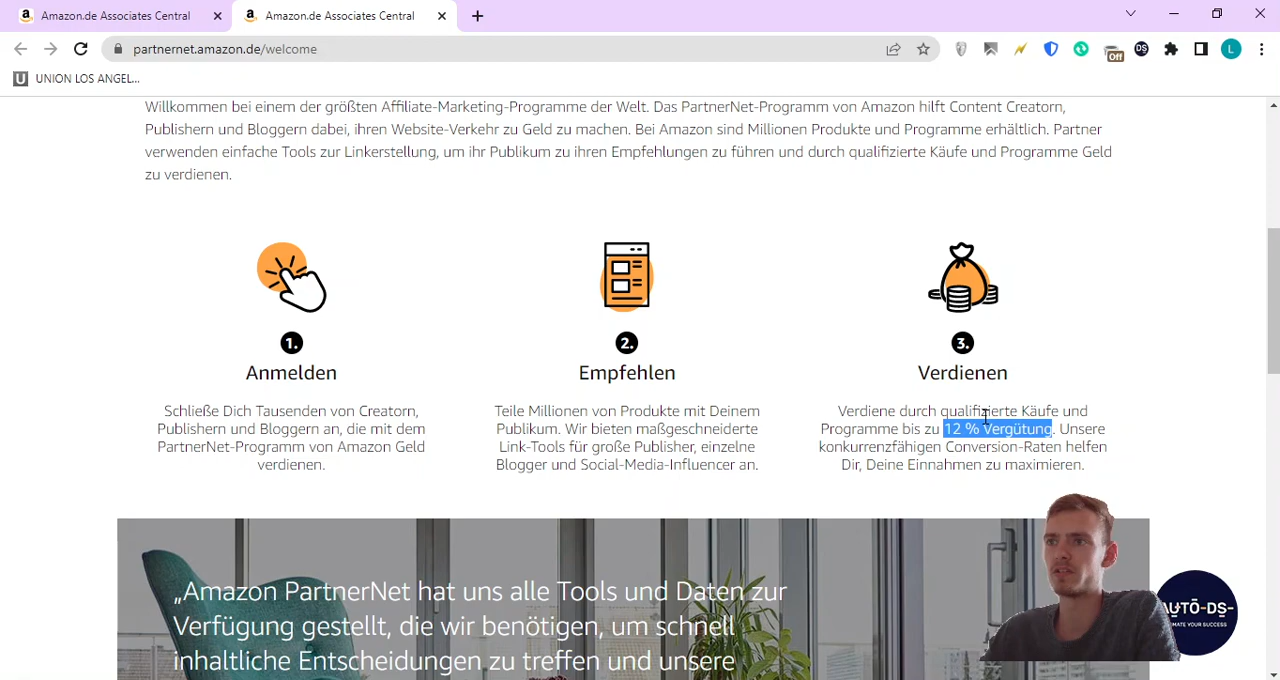 Amazon.de Associates Central
Amazon.de Associates Central
partnernet.amazon.de/welcome
Off
DS
L
U UNION LOS ANGEL...
Willkommen bei einem der größten Affiliate-Marketing-Programme der Welt. Das PartnerNet-Programm von Amazon hilft Content Creatorn,
Publishern und Bloggern dabei, ihren Website-Verkehr zu Geld zu machen. Bei Amazon sind Millionen Produkte und Programme erhältlich. Partner
verwenden einfache Tools zur Linkerstellung, um ihr Publikum zu ihren Empfehlungen zu führen und durch qualifizierte Käufe und Programme Geld
zu verdienen.
1.
Anmelden
Schließe Dich Tausenden von Creatorn,
Publishern und Bloggern an, die mit dem
PartnerNet-Programm von Amazon Geld
verdienen.
2.
Empfehlen
Teile Millionen von Produkte mit Deinem
Publikum. Wir bieten maßgeschneiderte
Link-Tools für große Publisher, einzelne
Blogger und Social-Media-Influencer an.
3.
Verdienen
Verdiene durch qualifizierte Käufe und
Programme bis zu 12 % Vergütung. Unsere
konkurrenzfähigen Conversion-Raten helfen
Dir, Deine Einnahmen zu maximieren.
„Amazon PartnerNet hat uns alle Tools und Daten zur
Verfügung gestellt, die wir benötigen, um schnell
inhaltliche Entscheidungen zu treffen und unsere
AUTŌ-DS-
MATE YOUR SUCCESS